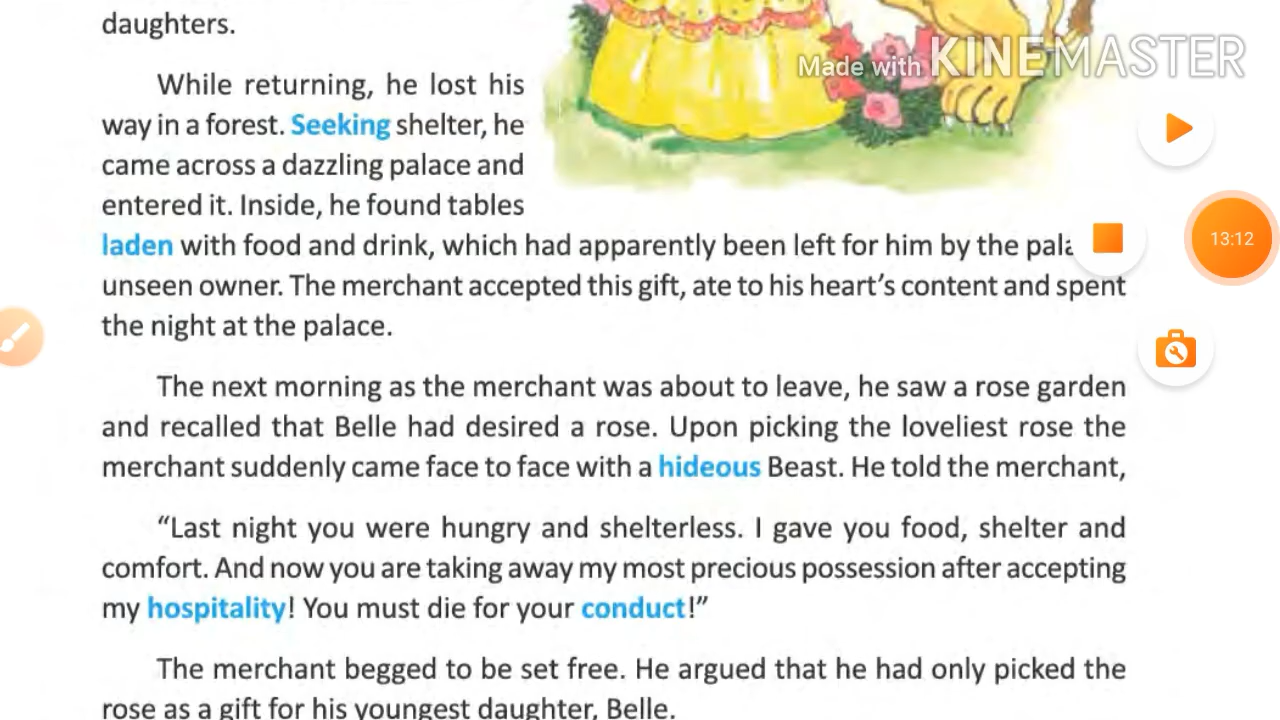 daughters.
Made with KINEMASTER
While returning, he lost his
way in a forest. Seeking shelter, he
came across a dazzling palace and
entered it. Inside, he found tables
laden with food and drink, which had apparently been left for him by the
unseen owner. The merchant accepted this gift, ate to his heart’s content and spent
the night at the palace.
13:12
The next morning as the merchant was about to leave, he saw a rose garden
and recalled that Belle had desired a rose. Upon picking the loveliest rose the
merchant suddenly came face to face with a hideous Beast. He told the merchant,
“Last night you were hungry and shelterless. I gave you food, shelter and
comfort. And now you are taking away my most precious possession after accepting
my hospitality! You must die for your conduct!”
The merchant begged to be set free. He argued that he had only picked the
rose as a gift for his youngest daughter, Belle.